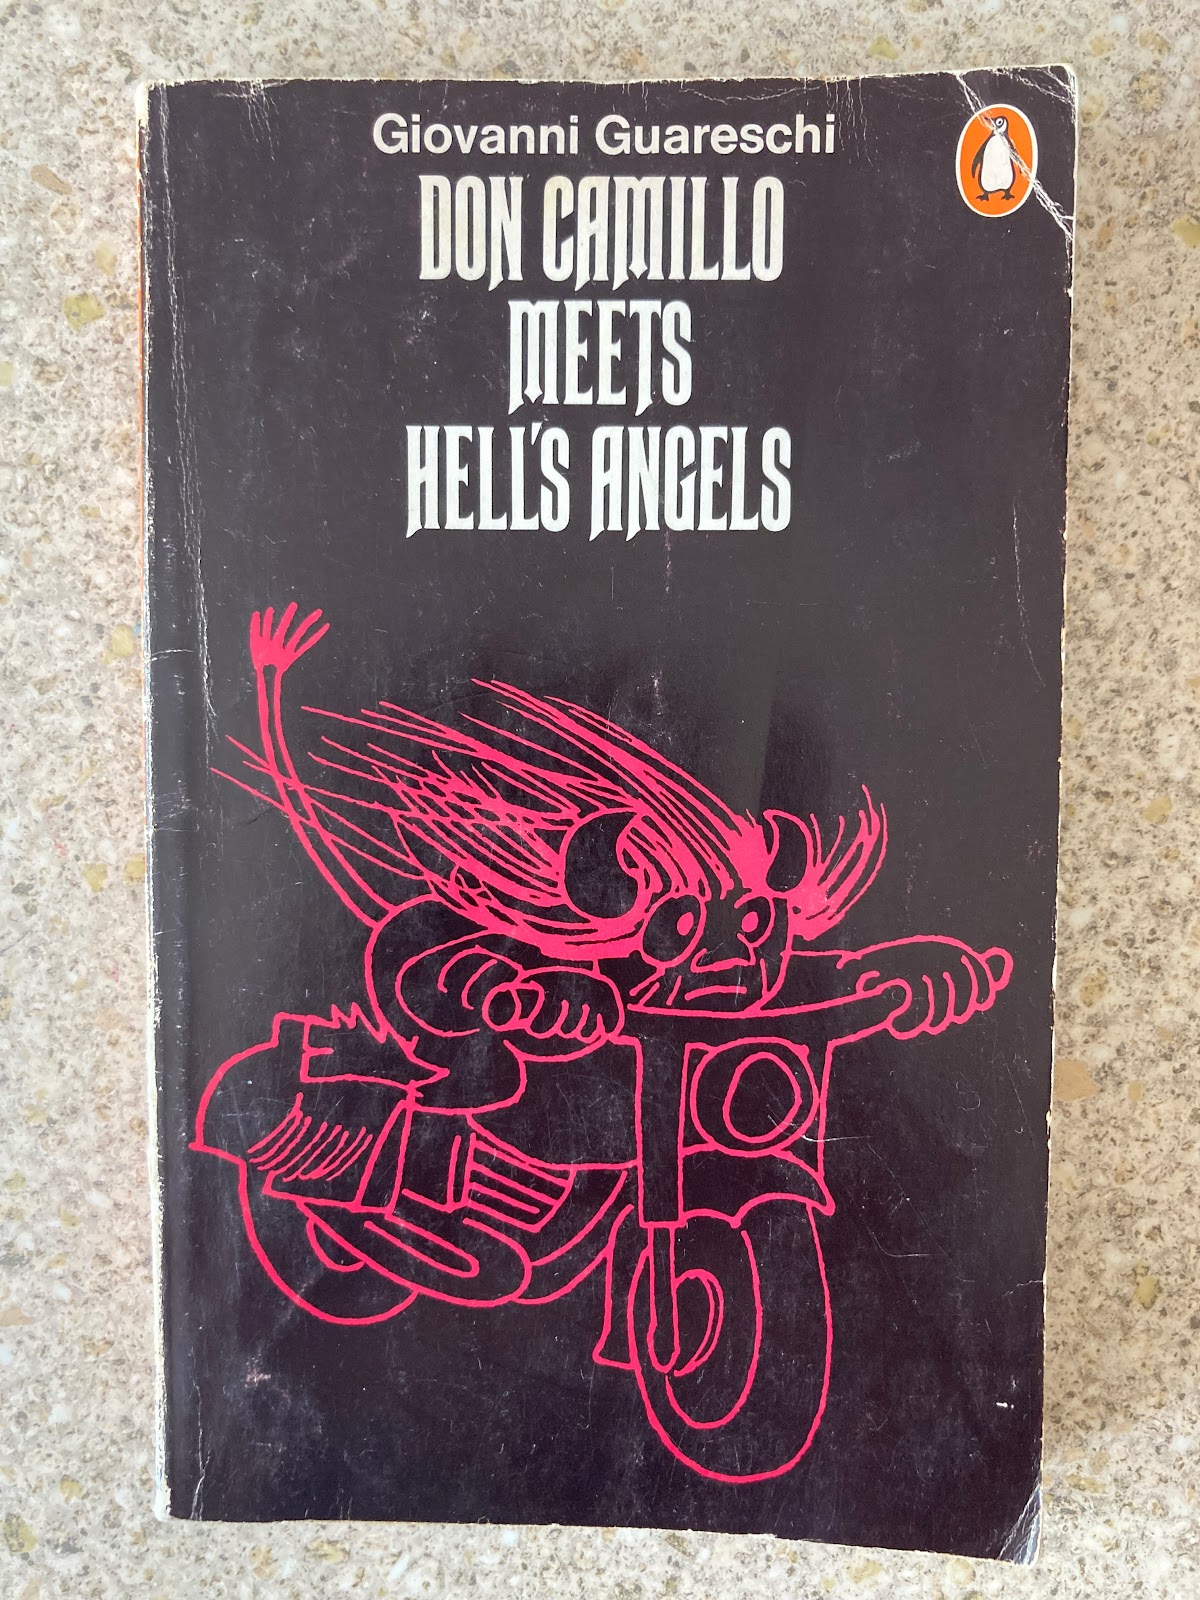 Giovanni Guareschi
DON CAMILLO
MEETS
HELL'S ANGELS